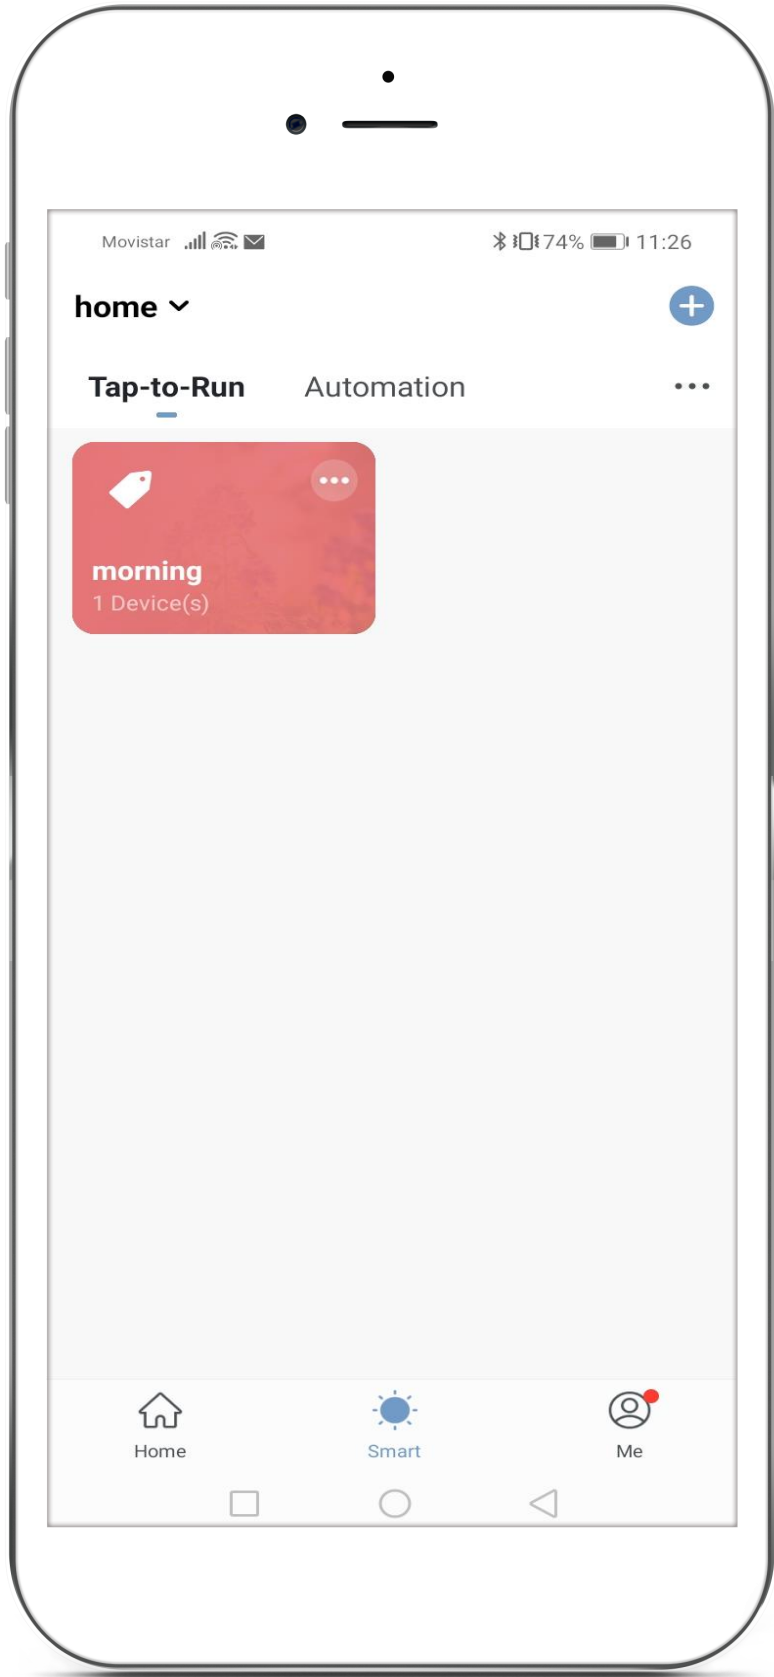 Movistar 74% 11:26
home
Tap-to-Run Automation
morning
1 Device(s)
Home Smart Me